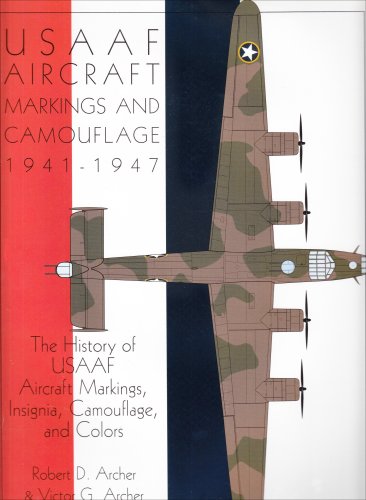 USAAF
AIRCRAFT
MARKINGS AND
CAMOUFLAGE
1941-1947
The History of
USAAF
Aircraft Markings,
Insignia, Camouflage,
and Colors
Robert D. Archer
& Victor G. Archer